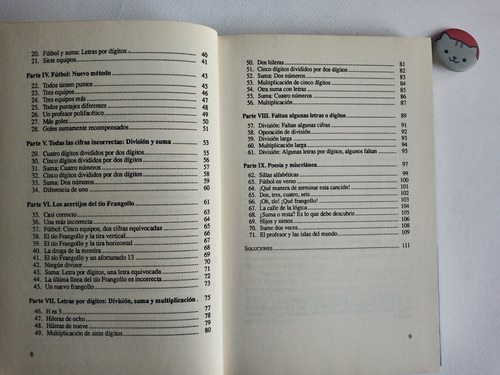 20. Fútbol y suma: Letras por dígitos 40
21. Siete equipos 41
Parte IV. Fútbol: Nuevo método 43
22. Todos tienen puntos 45
23. Tres equipos 46
24. Tres equipos más 47
25. Todos puntajes diferentes 48
26. Un profesor polifacético 49
27. Más goles 50
28. Goles sumamente recompensados 51
Parte V. Todas las cifras incorrectas: División y suma 53
29. Cuatro dígitos divididos por dos dígitos 55
30. Cinco dígitos divididos por dos dígitos 56
31. Suma: Cuatro números 57
32. Cinco dígitos divididos por dos dígitos 58
33. Suma: Dos números 59
34. Diferencia de uno 60
Parte VI. Los acertijos del tío Frangollo 61
35. Casi correcto 63
36. Una más incorrecta 64
37. Fútbol: Cinco equipos, dos cifras equivocadas 65
38. El tío Frangollo y la tira vertical 66
39. El tío Frangollo y la tira horizontal 67
40. La droga de la memoria 68
41. El tío Frangollo y un afortunado 13 69
42. Ningún divisor 70
43. Suma: Letras por dígitos, una letra equivocada 71
44. La última línea del tío Frangollo es incorrecta 72
45. Un nuevo frangollo 73
Parte VII. Letras por dígitos: División, suma y multiplicación 75
46. H es 3 77
47. Hileras de ocho 78
48. Hileras de nueve 79
49. Multiplicación de siete dígitos 80
8
50. Dos hileras 81
51. Cinco dígitos divididos por dos dígitos 82
52. Suma: Dos números 83
53. Multiplicación de cinco dígitos 84
54. Otra suma con letras 85
55. Suma: Cuatro números 86
56. Multiplicación 87
Parte VIII. Faltan algunas letras o dígitos 89
57. División: Faltan algunas cifras 91
58. Operación de división 92
59. División larga 93
60. Multiplicación larga 94
61. División: Algunas letras por dígitos, algunos faltan 95
Parte IX. Poesía y miscelánea 97
62. Sillas alfabéticas 99
63. Fútbol en verso 100
64. ¡Qué manera de terminar esta canción! 101
65. Dos, tres, cuatro, seis 102
66. ¡Oh, tío! ¡Qué frangollo! 103
67. La calle de la lógica 104
68. ¿Suma o resta? Es lo que debe descubrir 105
69. Hijos y nietos 106
70. Sume dos veces 108
71. El profesor y las islas del mundo 109
SOLUCIONES 111
9